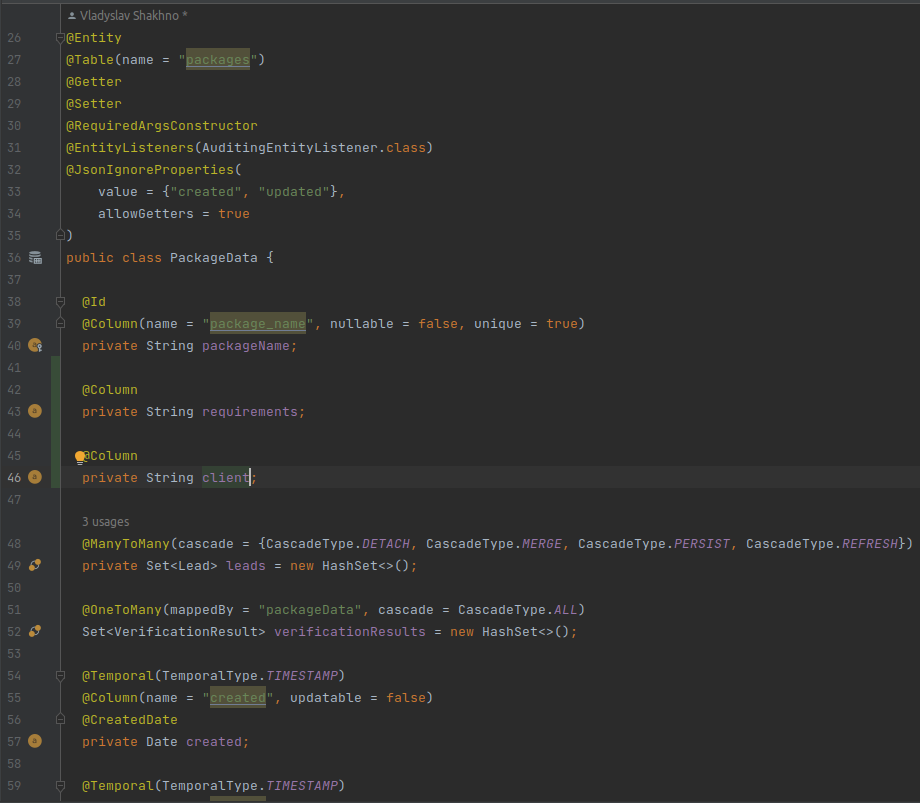 Vladyslav Shakhno *
26 @Entity
27 @Table(name = "packages")
28 @Getter
29 @Setter
30 @RequiredArgsConstructor
31 @EntityListeners(AuditingEntityListener.class)
32 @JsonIgnoreProperties(
33 value = {"created", "updated"},
34 allowGetters = true
35 )
36 public class PackageData {
37
38 @Id
39 @Column(name = "package_name", nullable = false, unique = true)
40 private String packageName;
41
42 @Column
43 private String requirements;
44
45 @Column
46 private String client;
47
3 usages
48 @ManyToMany(cascade = {CascadeType.DETACH, CascadeType.MERGE, CascadeType.PERSIST, CascadeType.REFRESH})
49 private Set<Lead> leads = new HashSet<>();
50
51 @OneToMany(mappedBy = "packageData", cascade = CascadeType.ALL)
52 Set<VerificationResult> verificationResults = new HashSet<>();
53
54 @Temporal(TemporalType.TIMESTAMP)
55 @Column(name = "created", updatable = false)
56 @CreatedDate
57 private Date created;
58
59 @Temporal(TemporalType.TIMESTAMP)